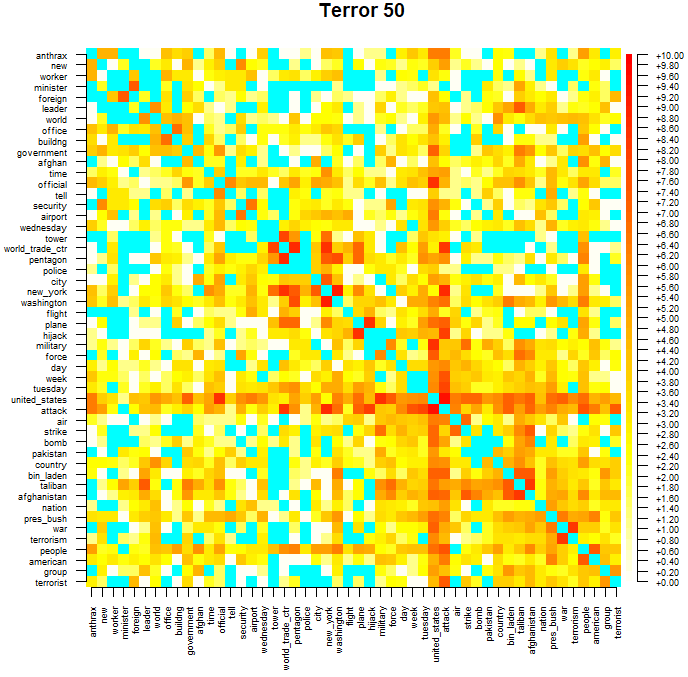 Terror 50
anthrax
new
worker
minister
foreign
leader
world
office
buildng
government
afghan
time
official
tell
security
airport
wednesday
tower
world_trade_ctr
pentagon
police
city
new_york
washington
flight
plane
hijack
military
force
day
week
tuesday
united_states
attack
air
strike
bomb
pakistan
country
bin_laden
taliban
afghanistan
nation
pres_bush
war
terrorism
people
american
group
terrorist
+10.00
+9.80
+9.60
+9.40
+9.20
+9.00
+8.80
+8.60
+8.40
+8.20
+8.00
+7.80
+7.60
+7.40
+7.20
+7.00
+6.80
+6.60
+6.40
+6.20
+6.00
+5.80
+5.60
+5.40
+5.20
+5.00
+4.80
+4.60
+4.40
+4.20
+4.00
+3.80
+3.60
+3.40
+3.20
+3.00
+2.80
+2.60
+2.40
+2.20
+2.00
+1.80
+1.60
+1.40
+1.20
+1.00
+0.80
+0.60
+0.40
+0.20
+0.00
anthrax
new
worker
minister
foreign
leader
world
office
buildng
government
afghan
time
official
tell
security
airport
wednesday
tower
world_trade_ctr
pentagon
police
city
new_york
washington
flight
plane
hijack
military
force
day
week
tuesday
united_states
attack
air
strike
bomb
pakistan
country
bin_laden
taliban
afghanistan
nation
pres_bush
war
terrorism
people
american
group
terrorist